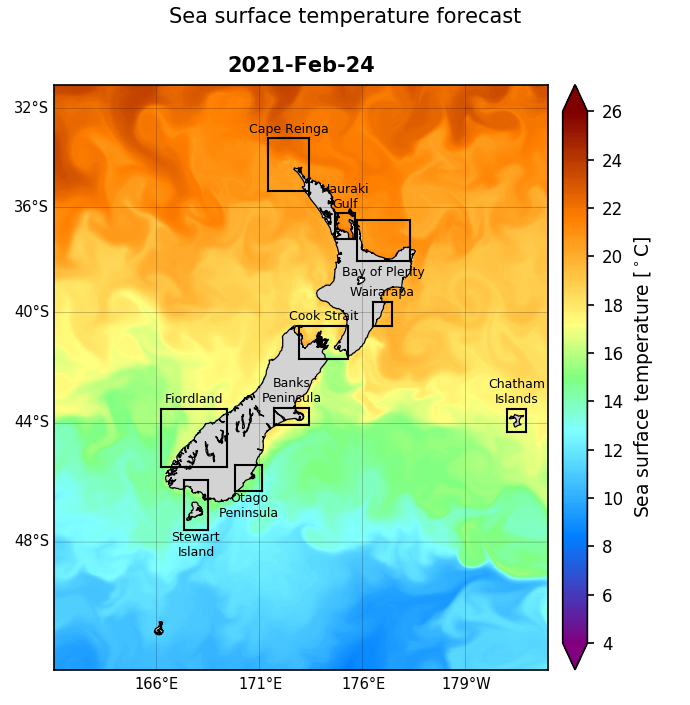 Sea surface temperature forecast
2021-Feb-24
32°S
36°S
40°S
44°S
48°S
Cape Reinga
Hauraki
Gulf
Bay of Plenty
Wairarapa
Cook Strait
Banks
Peninsula
Fiordland
Chatham
Islands
Otago
Peninsula
Stewart
Island
166°E
171°E
176°E
179°W
26
24
22
20
18
16
14
12
10
8
6
4
Sea surface temperature [°C]